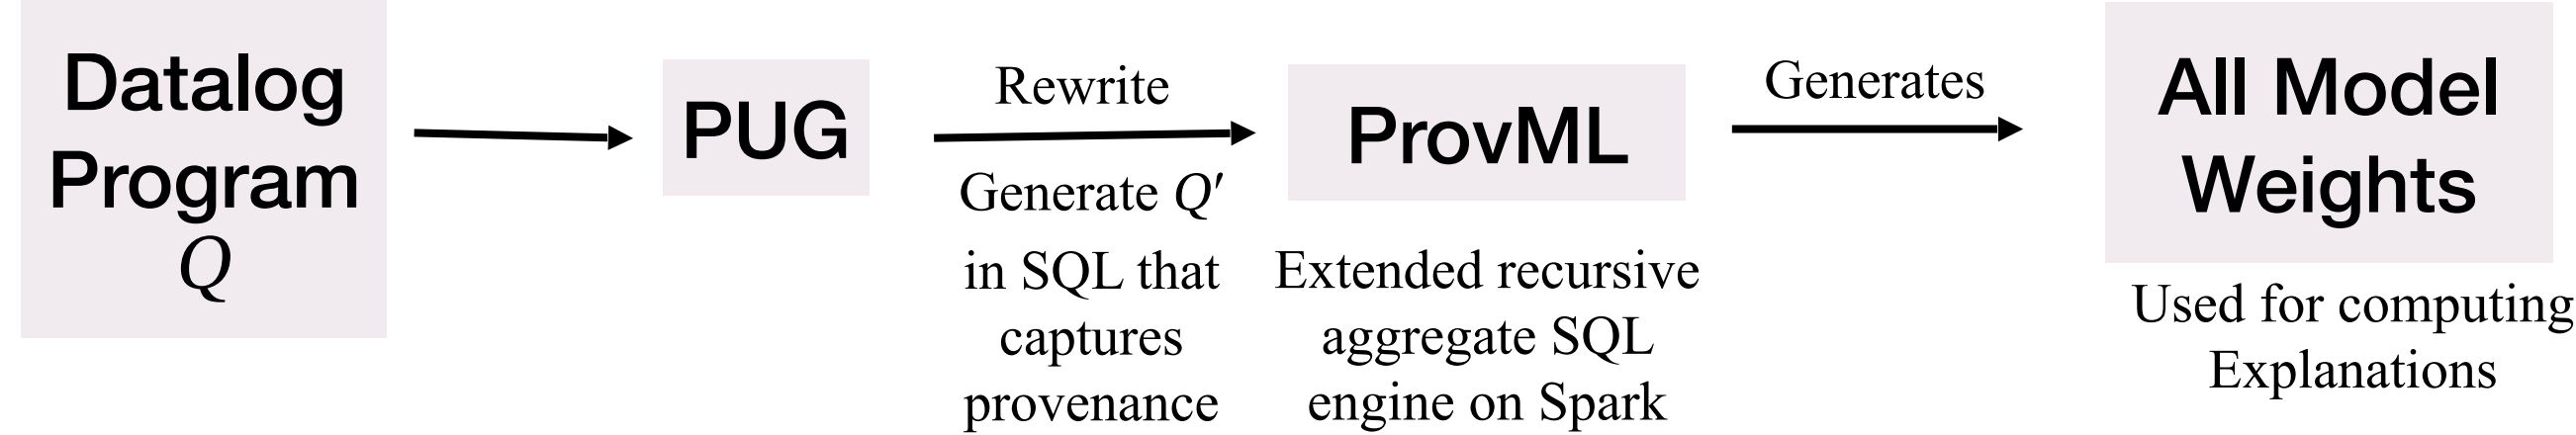 Datalog
Program
Q
PUG
Rewrite
Generate Q′
in SQL that
captures
provenance
ProvML
Extended recursive
aggregate SQL
engine on Spark
Generates
All Model
Weights
Used for computing
Explanations